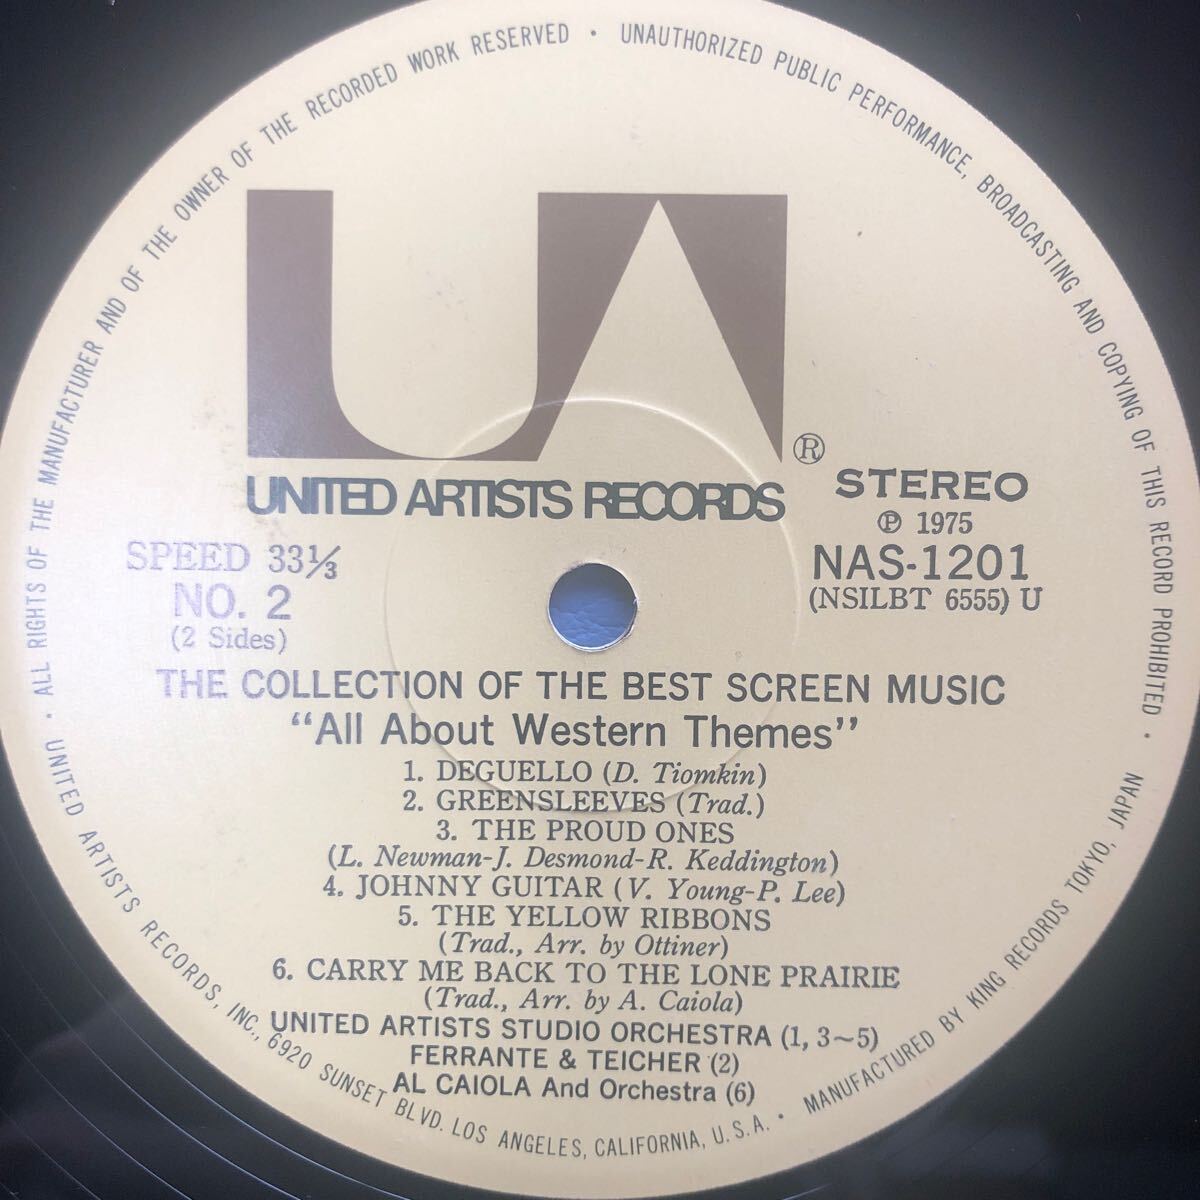 UNITED ARTISTS RECORDS, INC., 6920 SUNSET BLVD. LOS ANGELES, CALIFORNIA, U.S.A. · MANUFACTURED BY KING RECORDS TOKYO, JAPAN
· ALL RIGHTS OF THE MANUFACTURER AND OF THE OWNER OF THE RECORDED WORK RESERVED · UNAUTHORIZED PUBLIC PERFORMANCE, BROADCASTING AND COPYING OF THIS RECORD PROHIBITED ·
UA
®
UNITED ARTISTS RECORDS
STEREO
℗ 1975
SPEED 33⅓
NAS-1201
NO. 2
(NSILBT 6555) U
(2 Sides)
THE COLLECTION OF THE BEST SCREEN MUSIC
"All About Western Themes"
1. DEGUELLO (D. Tiomkin)
2. GREENSLEEVES (Trad.)
3. THE PROUD ONES
(L. Newman-J. Desmond-R. Keddington)
4. JOHNNY GUITAR (V. Young-P. Lee)
5. THE YELLOW RIBBONS
(Trad., Arr. by Ottiner)
6. CARRY ME BACK TO THE LONE PRAIRIE
(Trad., Arr. by A. Caiola)
UNITED ARTISTS STUDIO ORCHESTRA (1, 3~5)
FERRANTE & TEICHER (2)
AL CAIOLA And Orchestra (6)